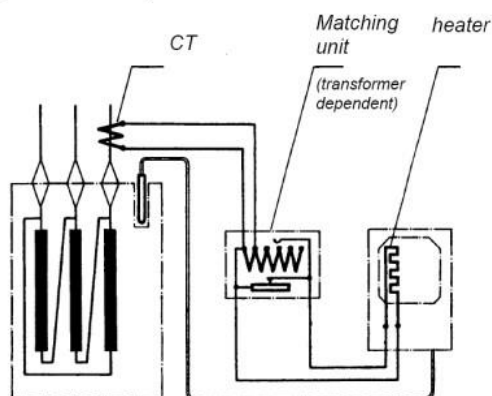 CT
Matching
unit
(transformer
dependent)
heater